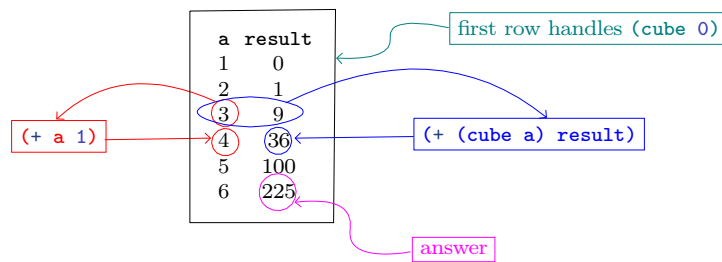 first row handles (cube 0)
a result
1 0
2 1
3 9
4 36
5 100
6 225
(+ a 1)
(+ (cube a) result)
answer